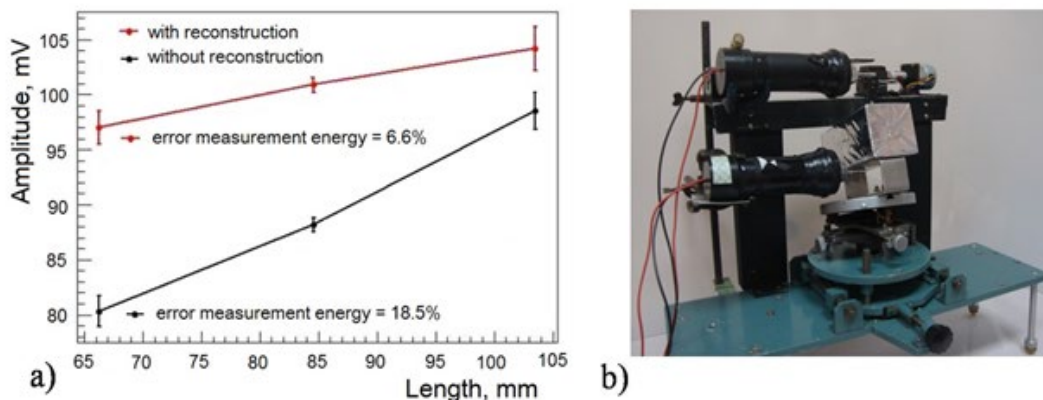 105
100
95
90
85
80
Amplitude, mV
with reconstruction
without reconstruction
error measurement energy = 6.6%
error measurement energy = 18.5%
65 70 75 80 85 90 95 100 105
Length, mm
a)
b)